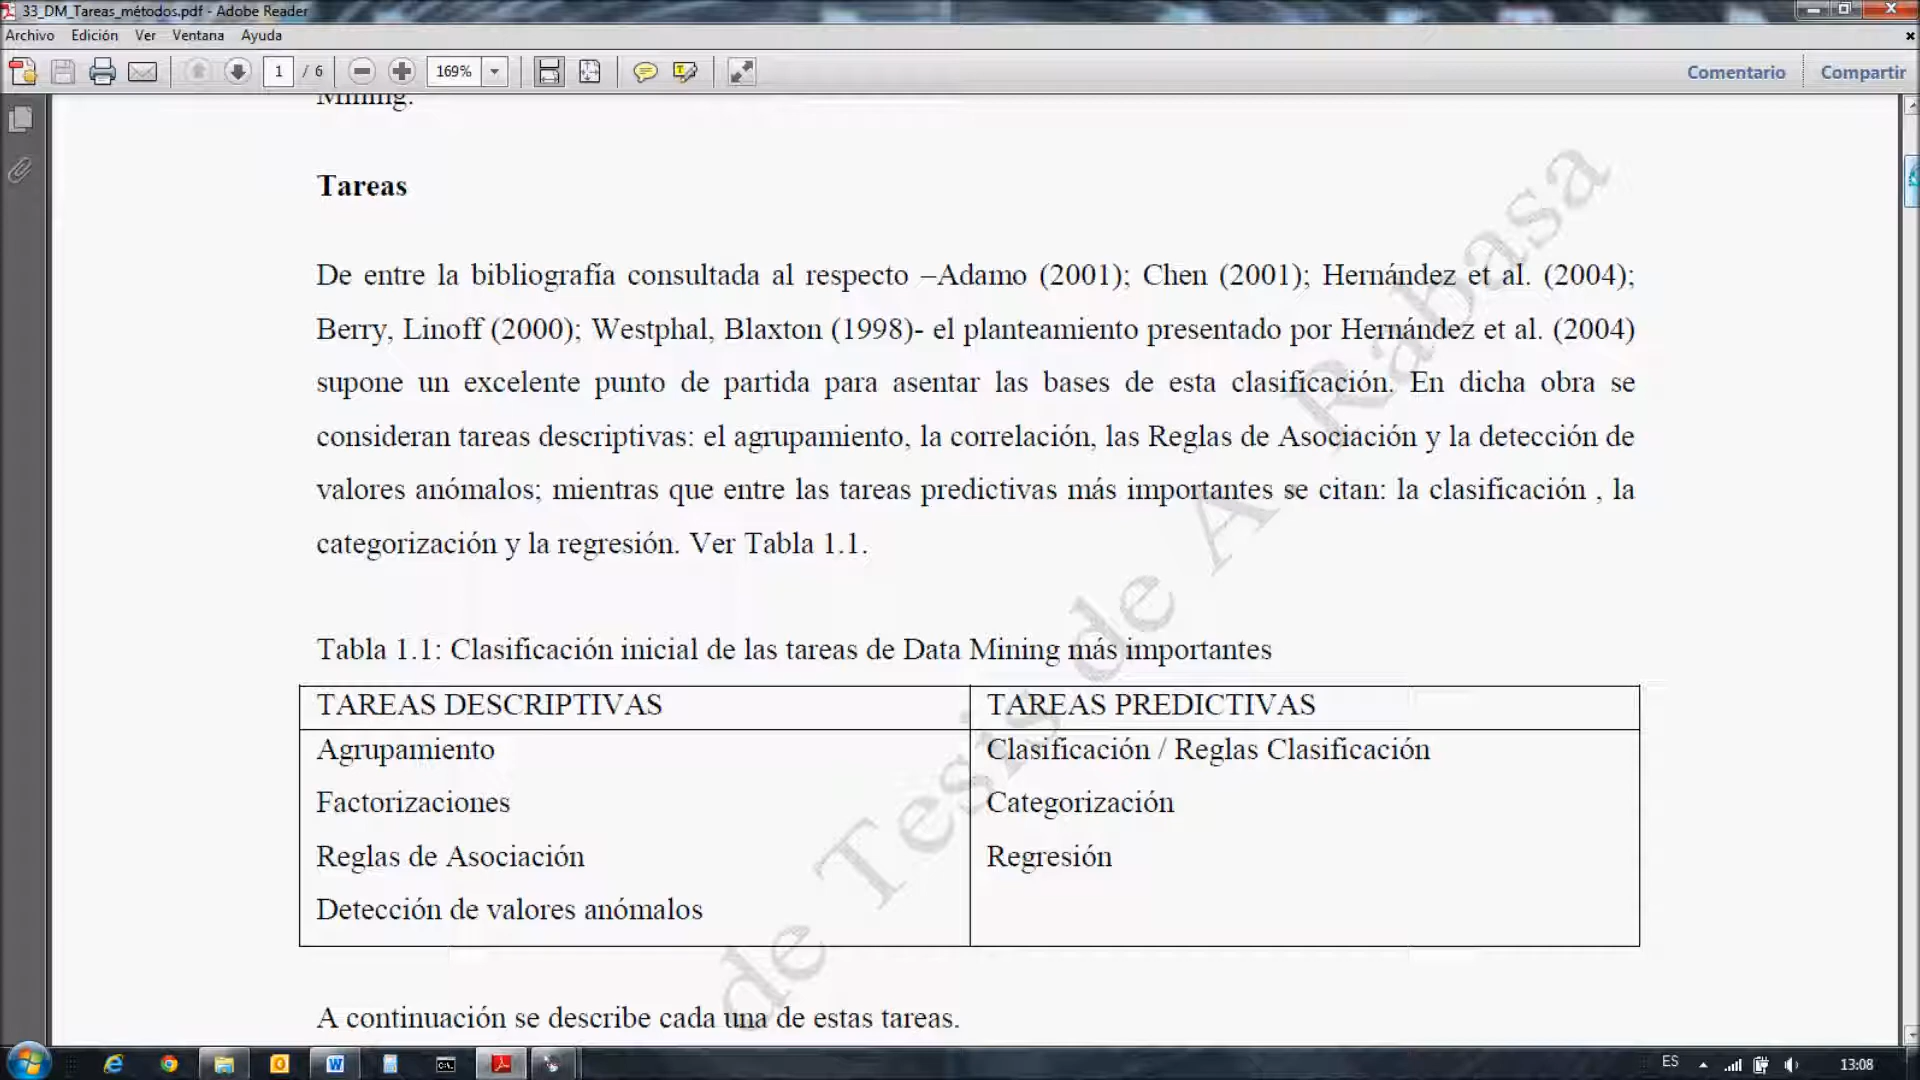 33_DM_Tareas_métodos.pdf - Adobe Reader
Archivo Edición Ver Ventana Ayuda
1 / 6 169% Comentario Compartir
Mining.
Tareas
De entre la bibliografía consultada al respecto –Adamo (2001); Chen (2001); Hernández et al. (2004);
Berry, Linoff (2000); Westphal, Blaxton (1998)- el planteamiento presentado por Hernández et al. (2004)
supone un excelente punto de partida para asentar las bases de esta clasificación. En dicha obra se
consideran tareas descriptivas: el agrupamiento, la correlación, las Reglas de Asociación y la detección de
valores anómalos; mientras que entre las tareas predictivas más importantes se citan: la clasificación , la
categorización y la regresión. Ver Tabla 1.1.
Tabla 1.1: Clasificación inicial de las tareas de Data Mining más importantes
TAREAS DESCRIPTIVAS TAREAS PREDICTIVAS
Agrupamiento Clasificación / Reglas Clasificación
Factorizaciones Categorización
Reglas de Asociación Regresión
Detección de valores anómalos
A continuación se describe cada una de estas tareas.
de Tesis de A. Rabasa
ES 13:08